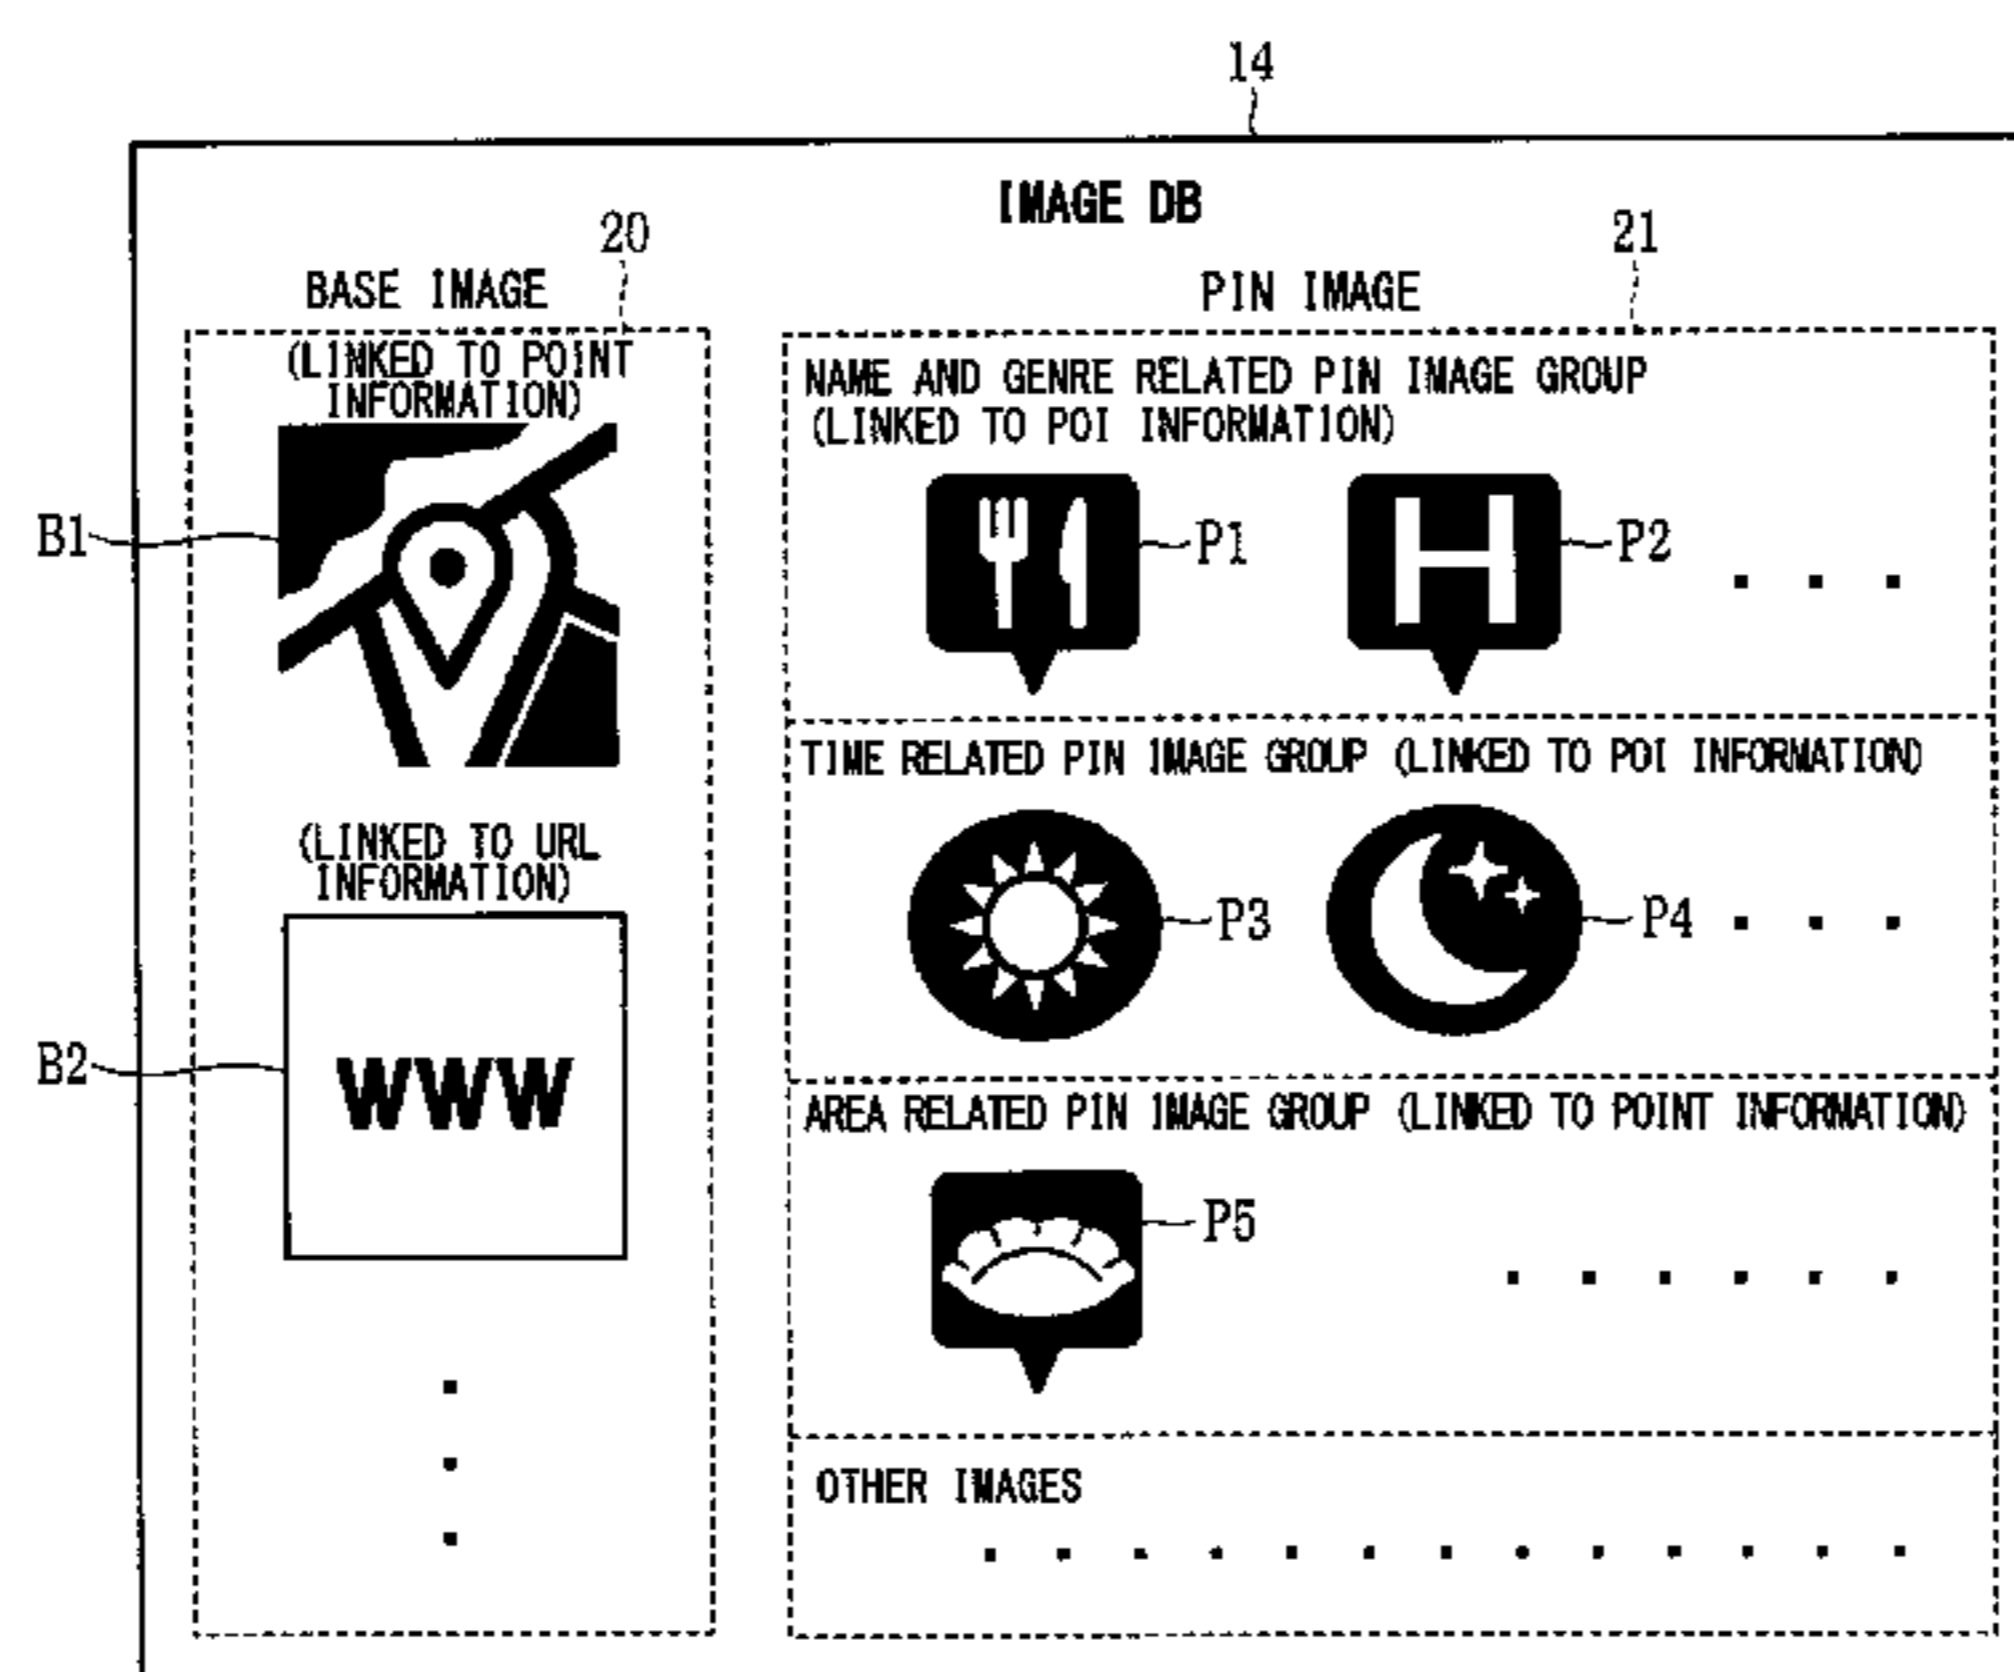 14
IMAGE DB
20
21
BASE IMAGE
PIN IMAGE
(LINKED TO POINT
INFORMATION)
B1
(LINKED TO URL
INFORMATION)
B2
WWW
NAME AND GENRE RELATED PIN IMAGE GROUP
(LINKED TO POI INFORMATION)
P1
H
P2
TIME RELATED PIN IMAGE GROUP (LINKED TO POI INFORMATION)
P3
P4
AREA RELATED PIN IMAGE GROUP (LINKED TO POINT INFORMATION)
P5
OTHER IMAGES